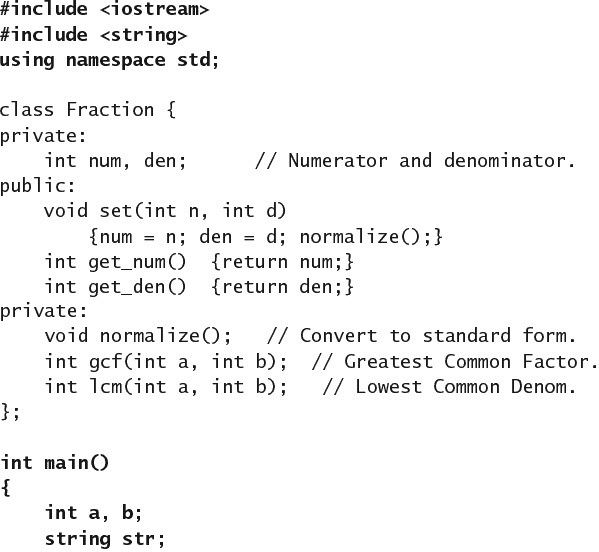 #include <iostream>
#include <string>
using namespace std;
class Fraction {
private:
    int num, den;      // Numerator and denominator.
public:
    void set(int n, int d)
        {num = n; den = d; normalize();}
    int get_num()  {return num;}
    int get_den()  {return den;}
private:
    void normalize();   // Convert to standard form.
    int gcf(int a, int b);  // Greatest Common Factor.
    int lcm(int a, int b);   // Lowest Common Denom.
};
int main()
{
    int a, b;
    string str;